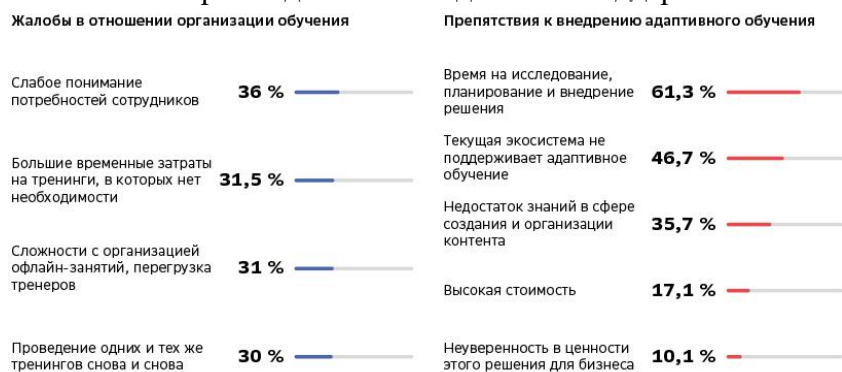 Жалобы в отношении организации обучения
Слабое понимание
потребностей сотрудников
36 %
Большие временные затраты
на тренинги, в которых нет
необходимости
31,5 %
Сложности с организацией
офлайн-занятий, перегрузка
тренеров
31 %
Проведение одних и тех же
тренингов снова и снова
30 %
Препятствия к внедрению адаптивного обучения
Время на исследование,
планирование и внедрение
решения
61,3 %
Текущая экосистема не
поддерживает адаптивное
обучение
46,7 %
Недостаток знаний в сфере
создания и организации
контента
35,7 %
Высокая стоимость
17,1 %
Неуверенность в ценности
этого решения для бизнеса
10,1 %